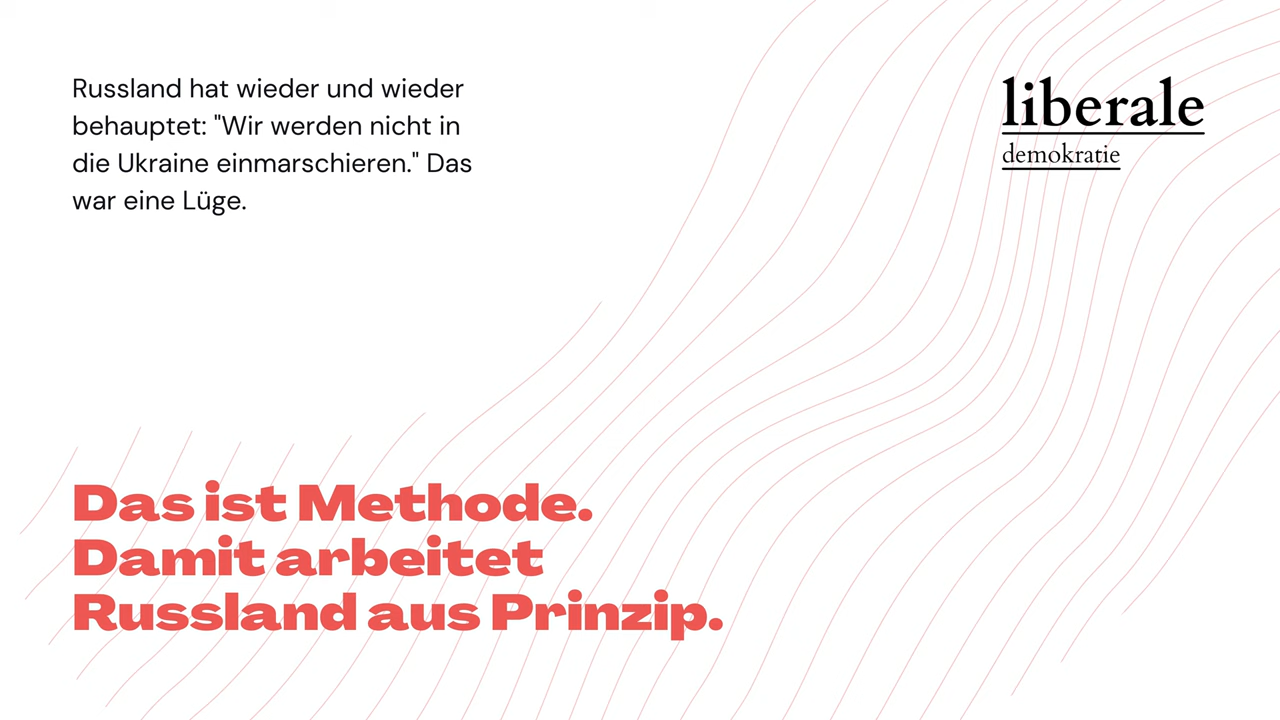 Russland hat wieder und wieder
behauptet: "Wir werden nicht in
die Ukraine einmarschieren." Das
war eine Lüge.
liberale
demokratie
Das ist Methode.
Damit arbeitet
Russland aus Prinzip.